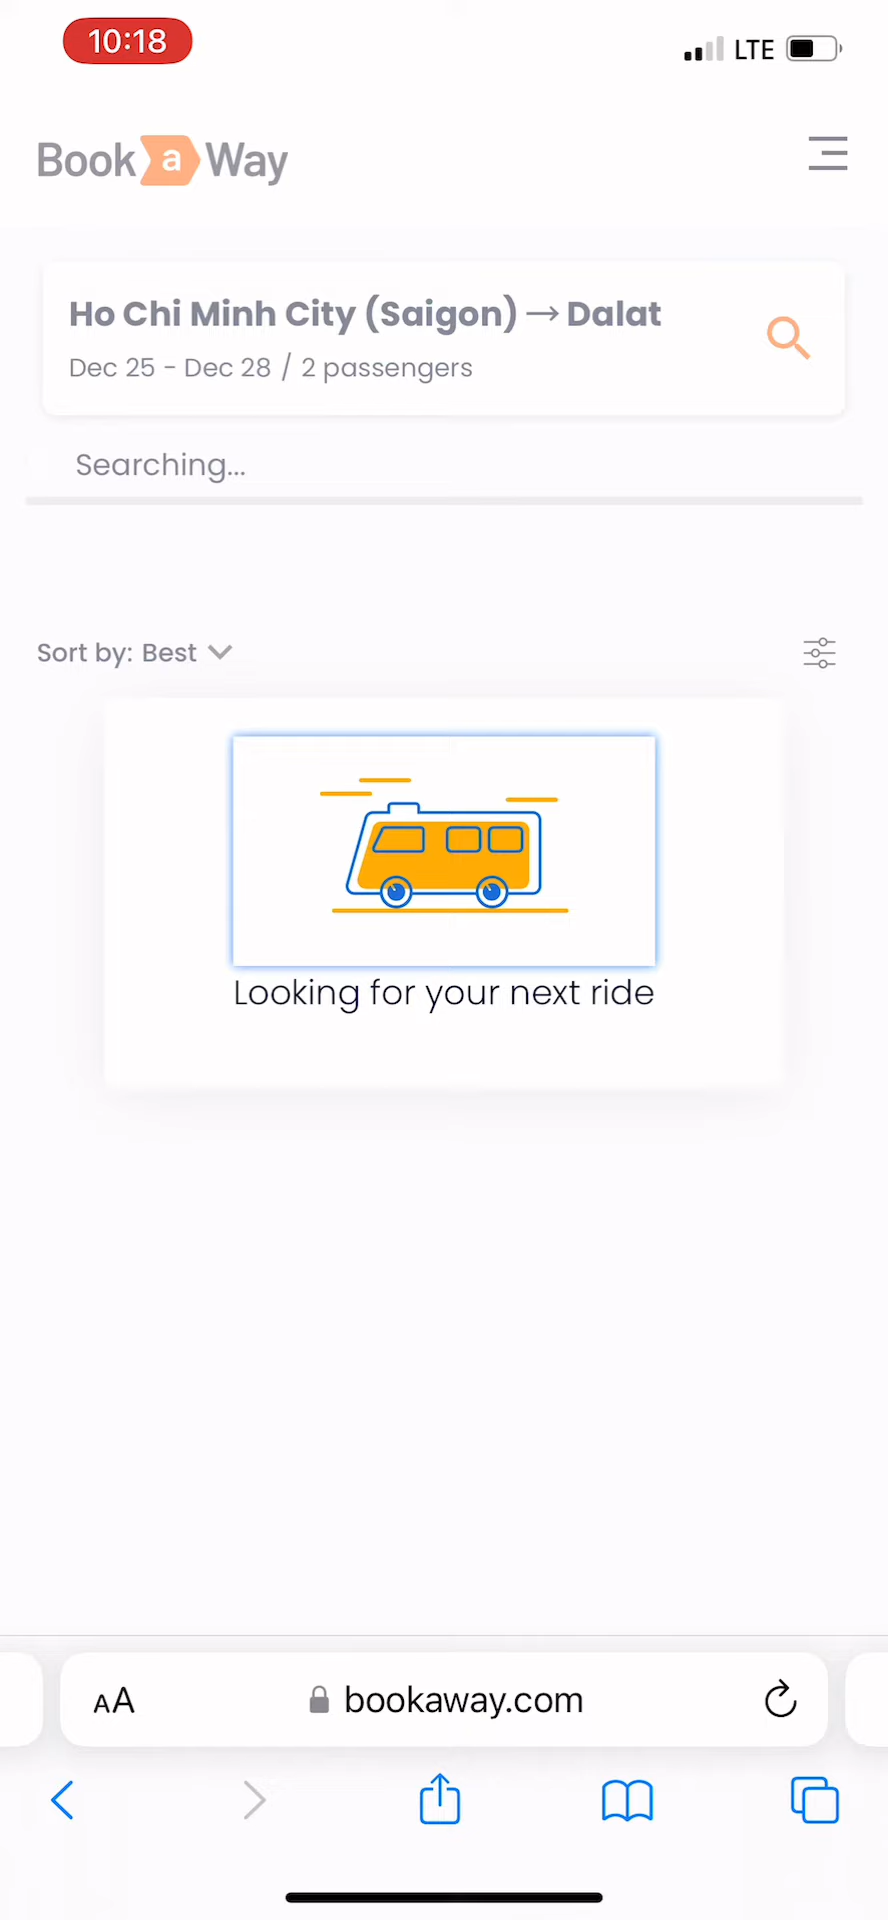 10:18
LTE
Book a Way
Ho Chi Minh City (Saigon) → Dalat
Dec 25 - Dec 28 / 2 passengers
Searching...
Sort by: Best
Looking for your next ride
AA
bookaway.com